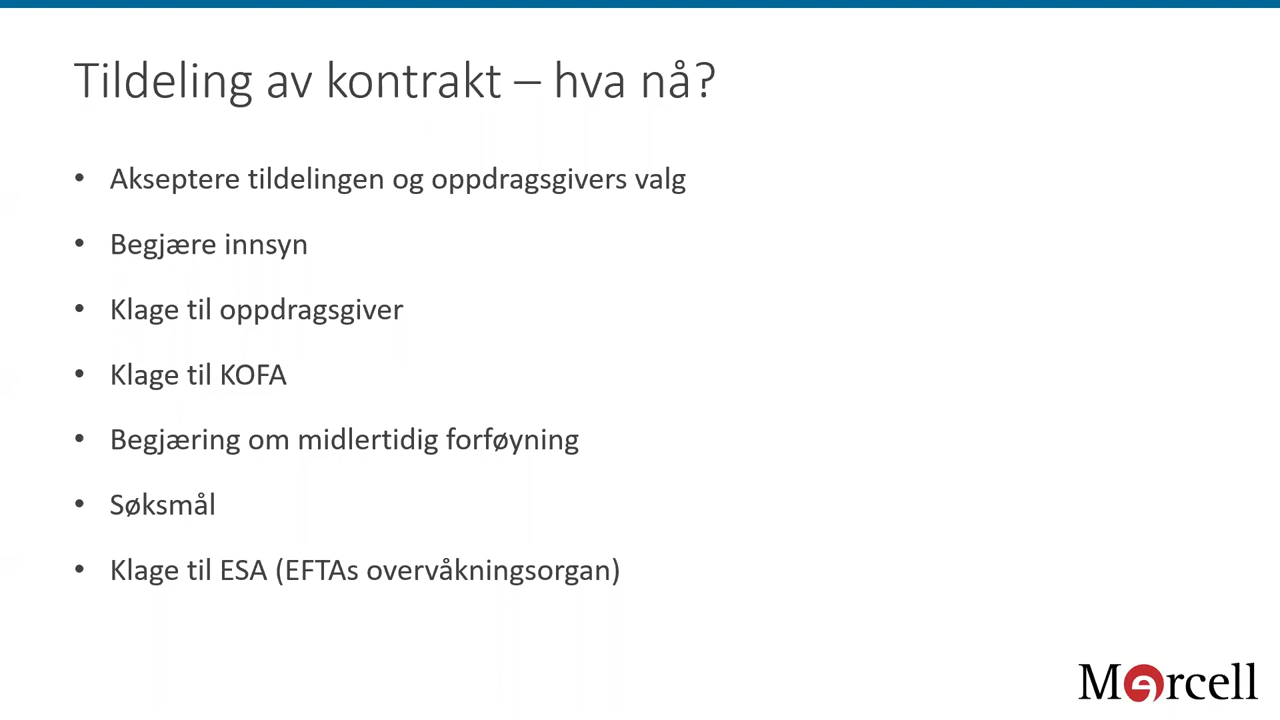 Tildeling av kontrakt – hva nå?
• Akseptere tildelingen og oppdragsgivers valg
• Begjære innsyn
• Klage til oppdragsgiver
• Klage til KOFA
• Begjæring om midlertidig forføyning
• Søksmål
• Klage til ESA (EFTAs overvåkningsorgan)
Mercell